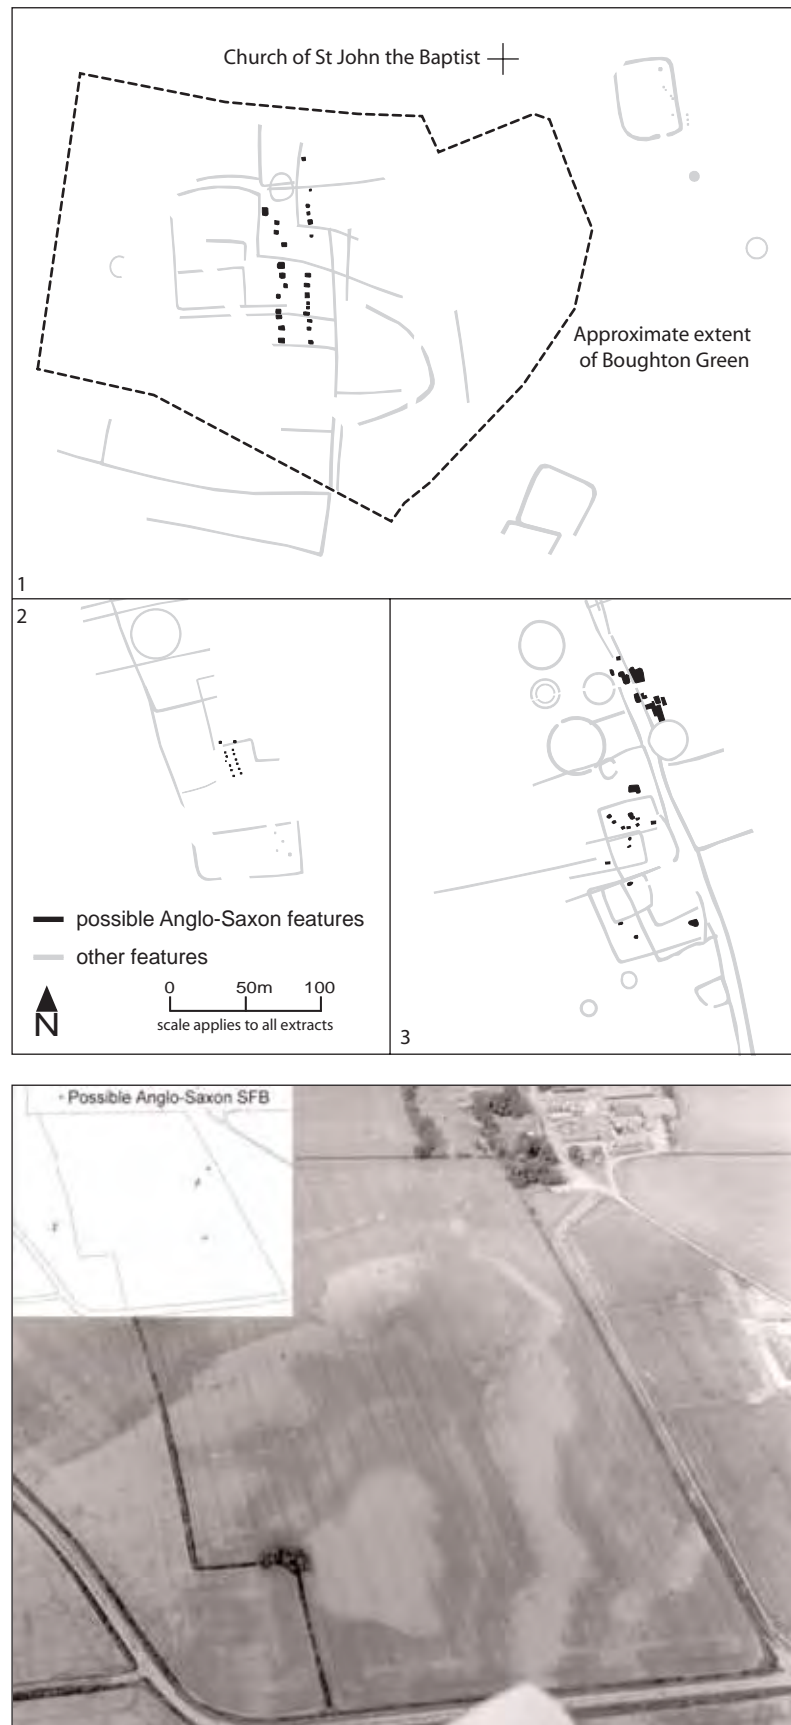 Church of St John the Baptist
Approximate extent
of Boughton Green
1
2
possible Anglo-Saxon features
other features
0 50m 100
scale applies to all extracts
N
3
Possible Anglo-Saxon SFB